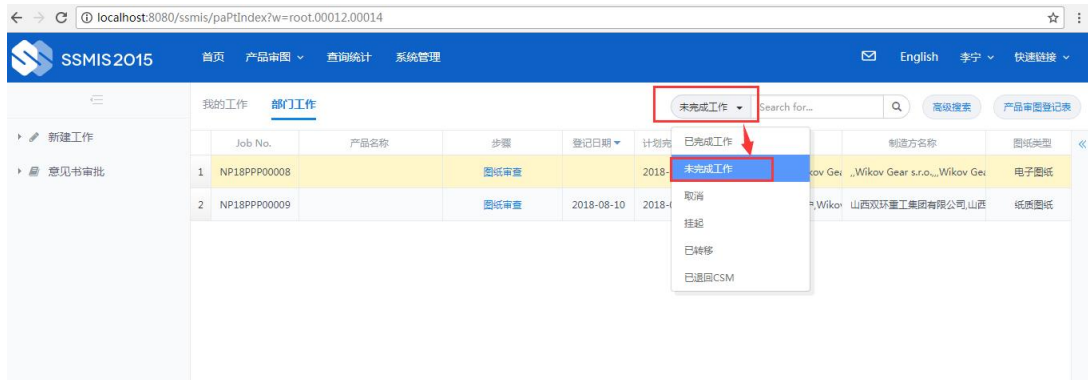 localhost:8080/ssmis/paPtIndex?w=root.00012.00014
SSMIS2015 首页 产品审图 查询统计 系统管理 English 李宁 快速链接
我的工作 部门工作 未完成工作 Search for... 高级搜索 产品审图登记表
新建工作
意见书审批
Job No. 产品名称 步骤 登记日期 计划完 制造方名称 图纸类型
1 NP18PPP00008 图纸审查 2018- kov Gea ,,Wikov Gear s.r.o.,,,Wikov Gea 电子图纸
2 NP18PPP00009 图纸审查 2018-08-10 2018-0 ,Wikov 山西双环重工集团有限公司,山西 纸质图纸
已完成工作
未完成工作
取消
挂起
已转移
已退回CSM